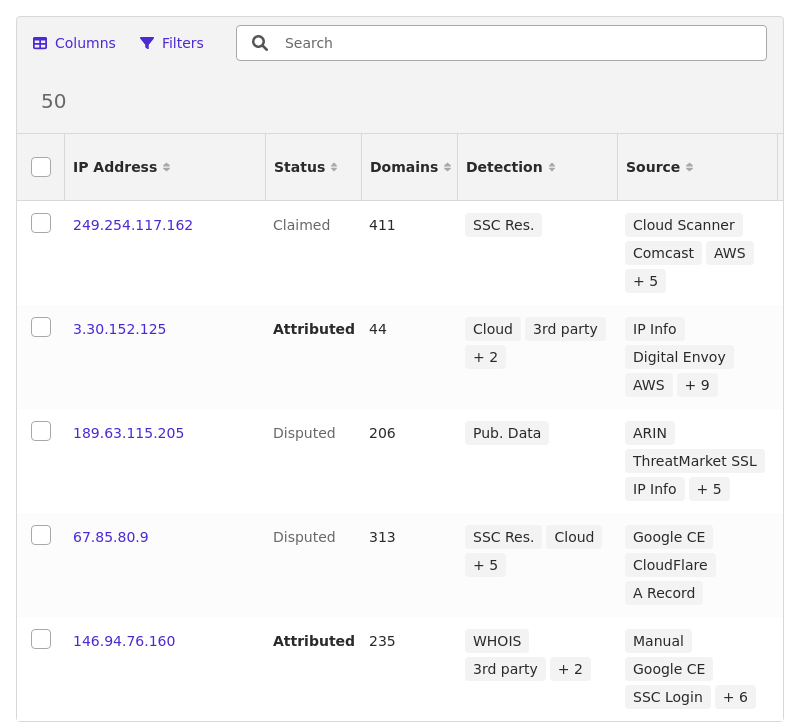 Columns Filters Search
50
IP Address Status Domains Detection Source
249.254.117.162 Claimed 411 SSC Res. Cloud Scanner
Comcast AWS
+ 5
3.30.152.125 Attributed 44 Cloud 3rd party IP Info
+ 2 Digital Envoy
AWS + 9
189.63.115.205 Disputed 206 Pub. Data ARIN
ThreatMarket SSL
IP Info + 5
67.85.80.9 Disputed 313 SSC Res. Cloud Google CE
+ 5 CloudFlare
A Record
146.94.76.160 Attributed 235 WHOIS Manual
3rd party + 2 Google CE
SSC Login + 6